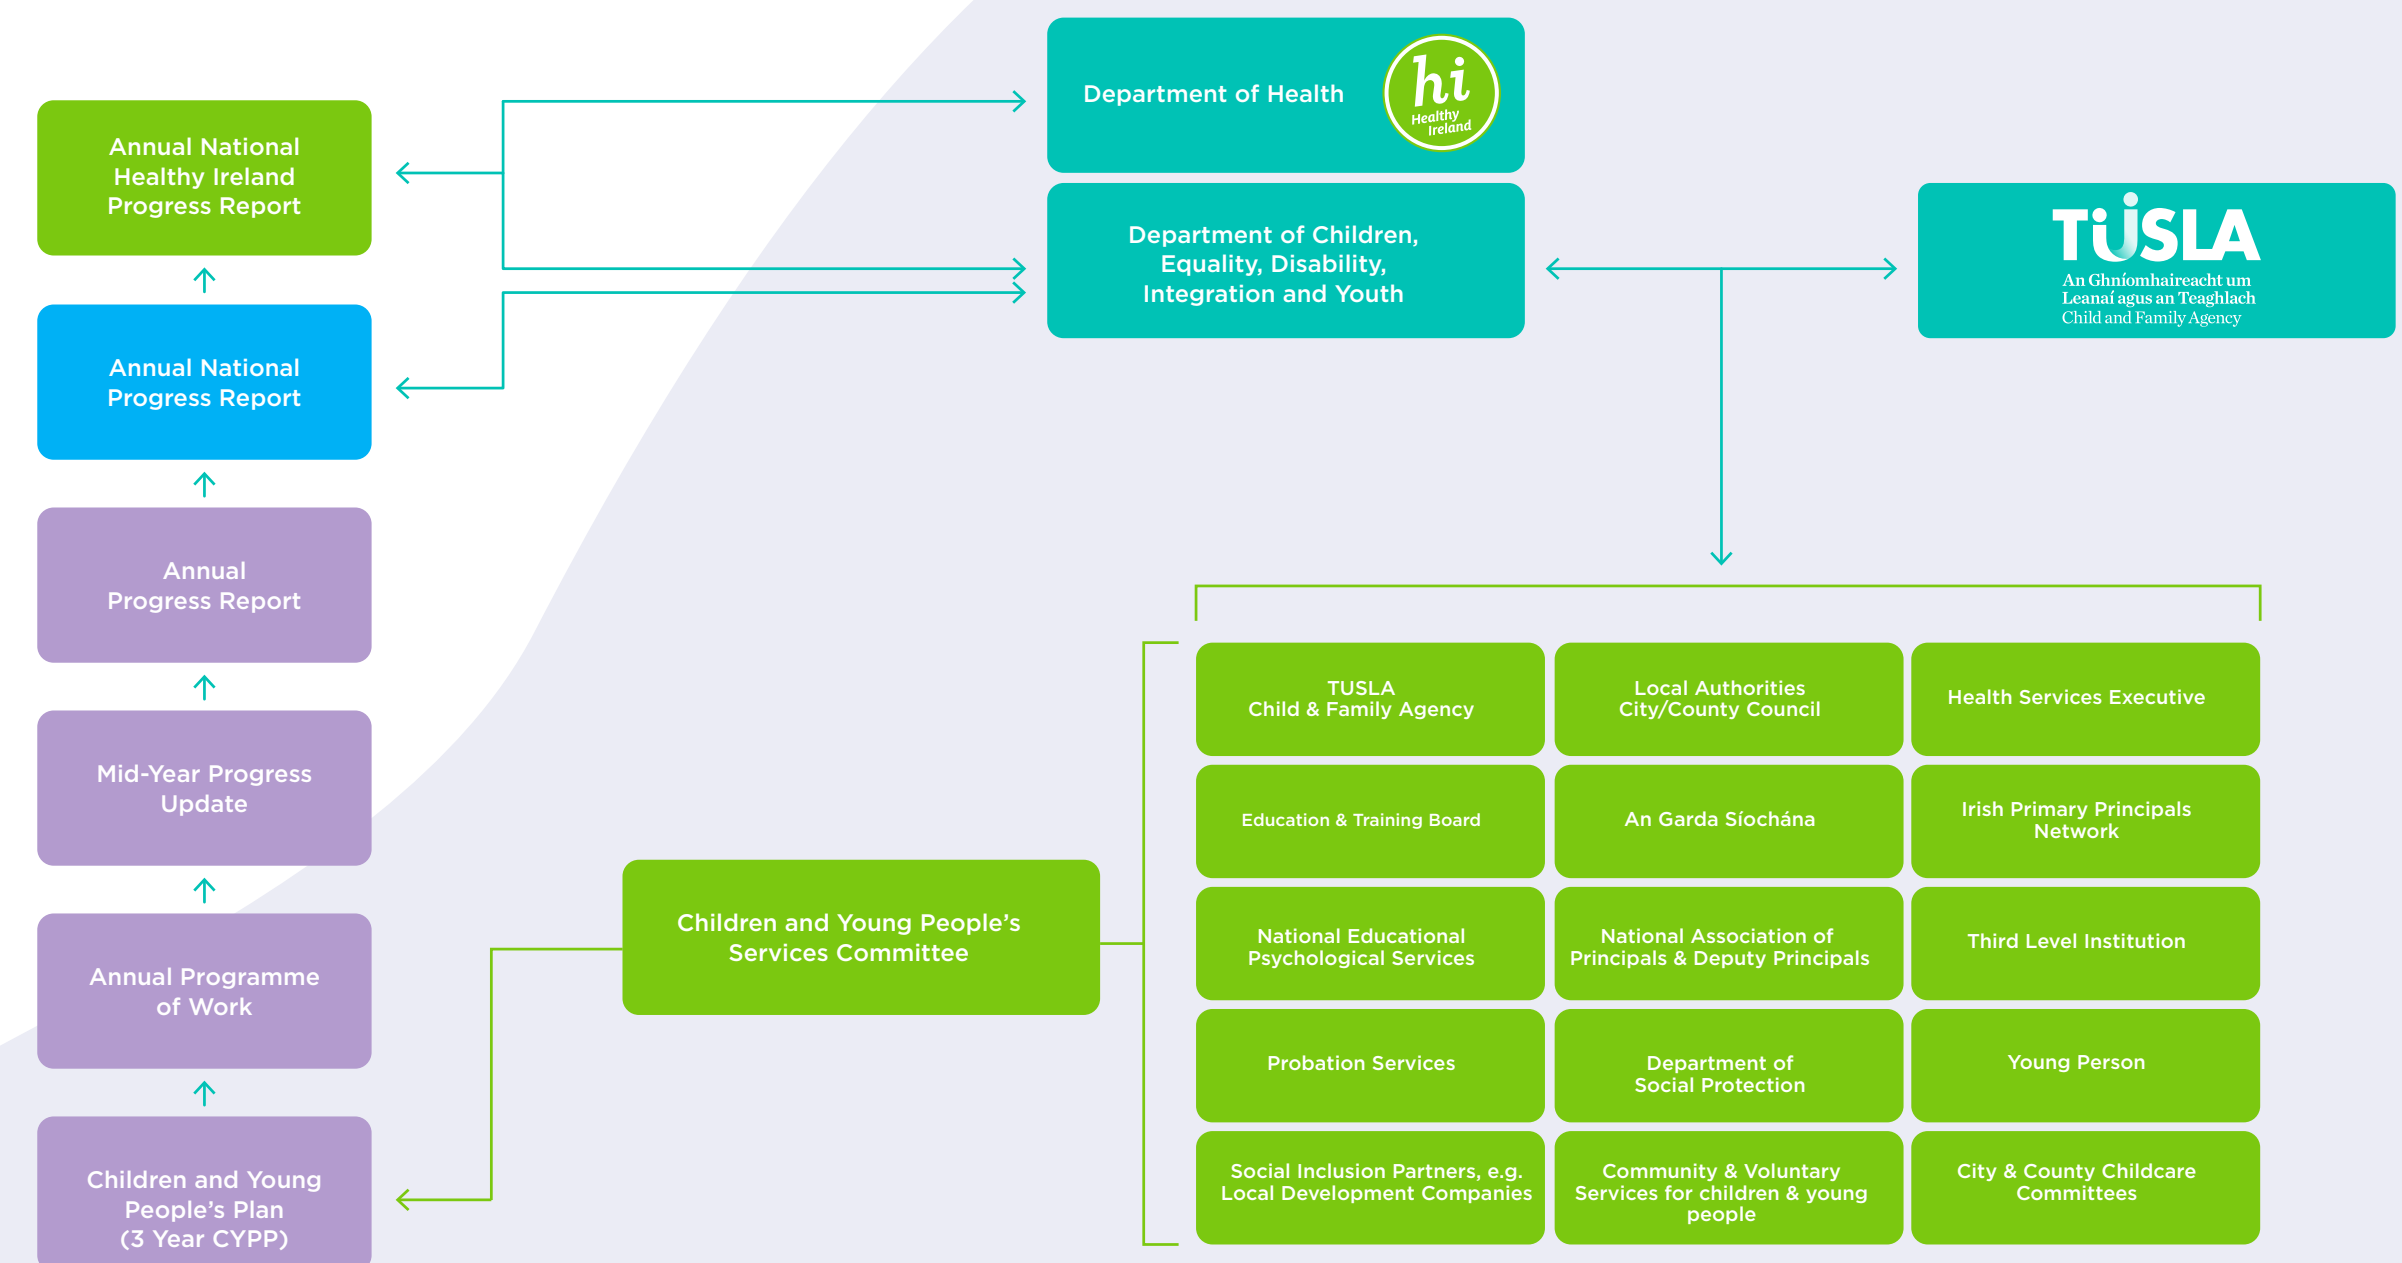 Department of Health
hi
Healthy
Ireland
Annual National
Healthy Ireland
Progress Report
Department of Children,
Equality, Disability,
Integration and Youth
TUSLA
An Ghníomhaireacht um
Leanaí agus an Teaghlach
Child and Family Agency
Annual National
Progress Report
Annual
Progress Report
Mid-Year Progress
Update
Annual Programme
of Work
Children and Young
People’s Plan
(3 Year CYPP)
Children and Young People’s
Services Committee
TUSLA
Child & Family Agency
Local Authorities
City/County Council
Health Services Executive
Education & Training Board
An Garda Síochána
Irish Primary Principals
Network
National Educational
Psychological Services
National Association of
Principals & Deputy Principals
Third Level Institution
Probation Services
Department of
Social Protection
Young Person
Social Inclusion Partners, e.g.
Local Development Companies
Community & Voluntary
Services for children & young
people
City & County Childcare
Committees